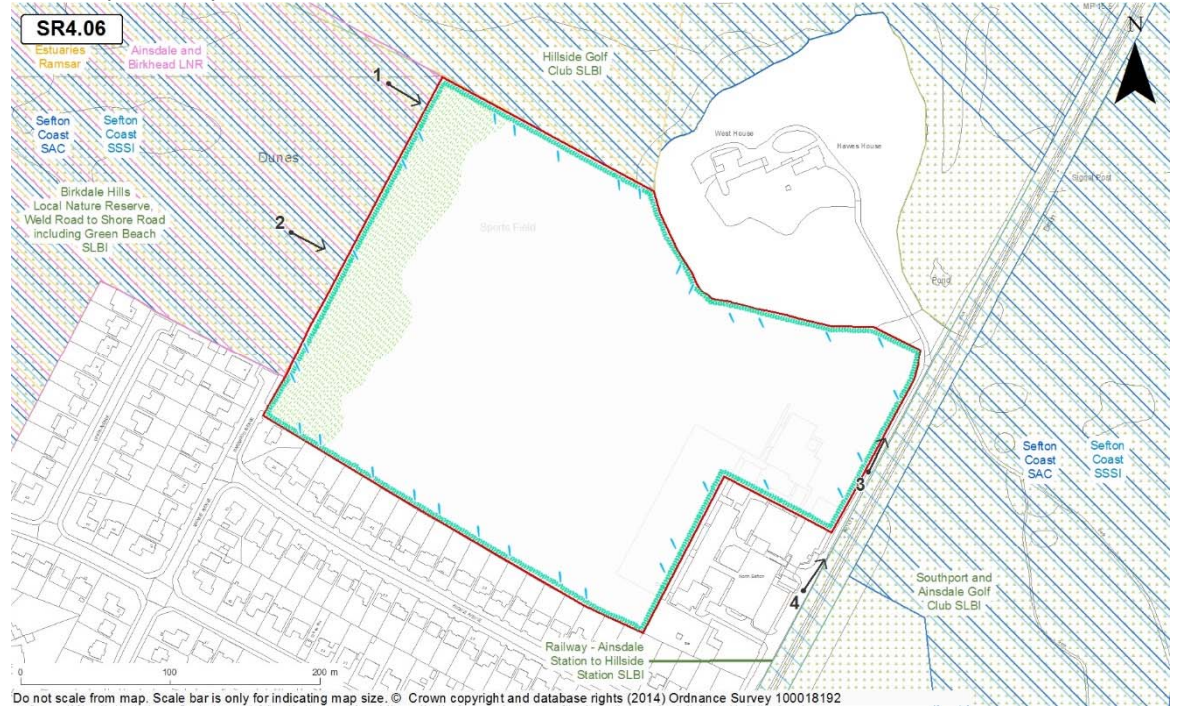 SR4.06
Estuaries
Ramsar
Ainsdale and
Birkhead LNR
1
Hillside Golf
Club SLBI
N
Sefton
Coast
SAC
Sefton
Coast
SSSI
Dunes
West House
Hawes House
Signal Post
Birkdale Hills
Local Nature Reserve,
Weld Road to Shore Road
including Green Beach
SLBI
2
Sports Field
Pond
Drain
3
Sefton
Coast
SAC
Sefton
Coast
SSSI
4
Southport and
Ainsdale Golf
Club SLBI
Railway - Ainsdale
Station to Hillside
Station SLBI
0
100
200 m
Do not scale from map. Scale bar is only for indicating map size. © Crown copyright and database rights (2014) Ordnance Survey 100018192